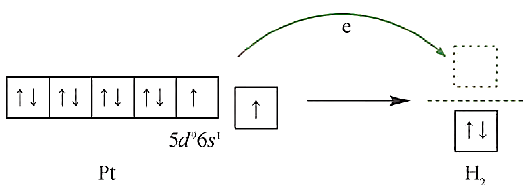 e
↑↓ ↑↓ ↑↓ ↑↓ ↑ ↑ ↑↓
5d⁹6s¹
Pt H₂